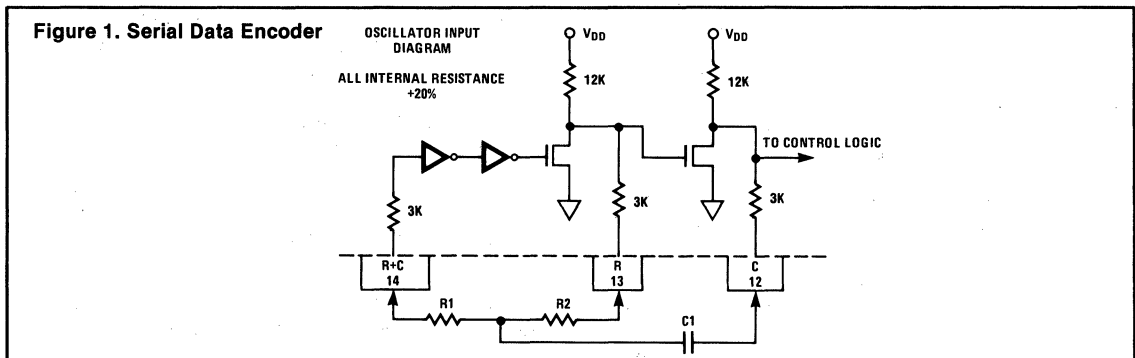 Figure 1. Serial Data Encoder
OSCILLATOR INPUT
DIAGRAM
ALL INTERNAL RESISTANCE
+20%
VDD
VDD
12K
12K
TO CONTROL LOGIC
3K
3K
3K
R+C
14
R
13
C
12
R1
R2
C1